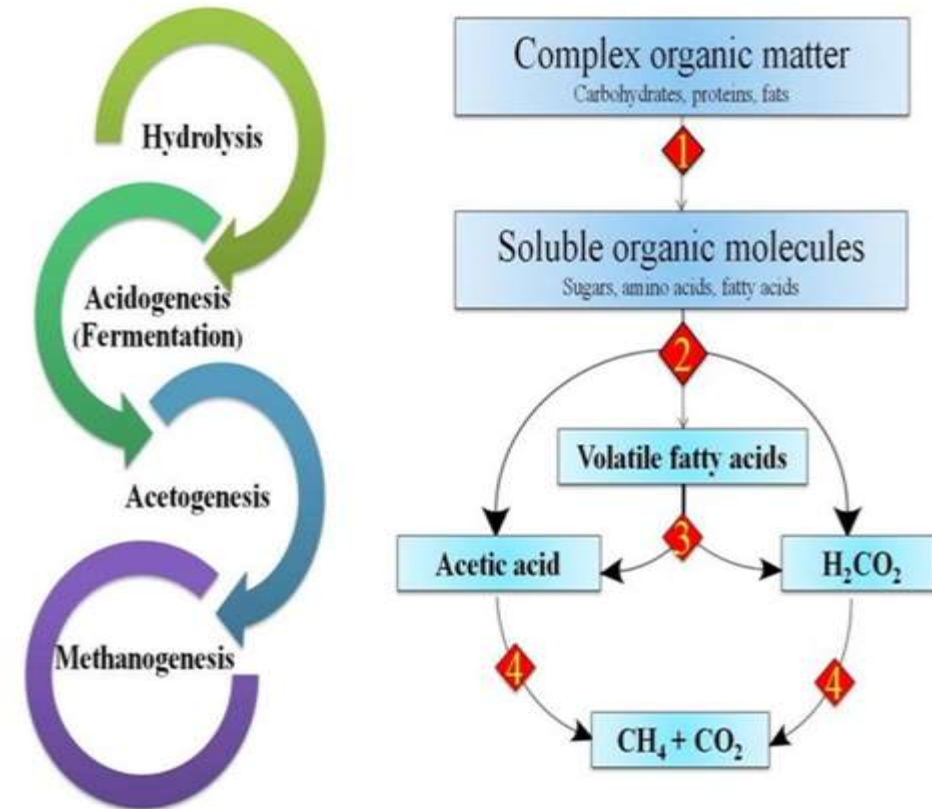 Hydrolysis
Acidogenesis
(Fermentation)
Acetogenesis
Methanogenesis
Complex organic matter
Carbohydrates, proteins, fats
1
Soluble organic molecules
Sugars, amino acids, fatty acids
2
Volatile fatty acids
3
Acetic acid
H₂CO₂
4
4
CH₄ + CO₂